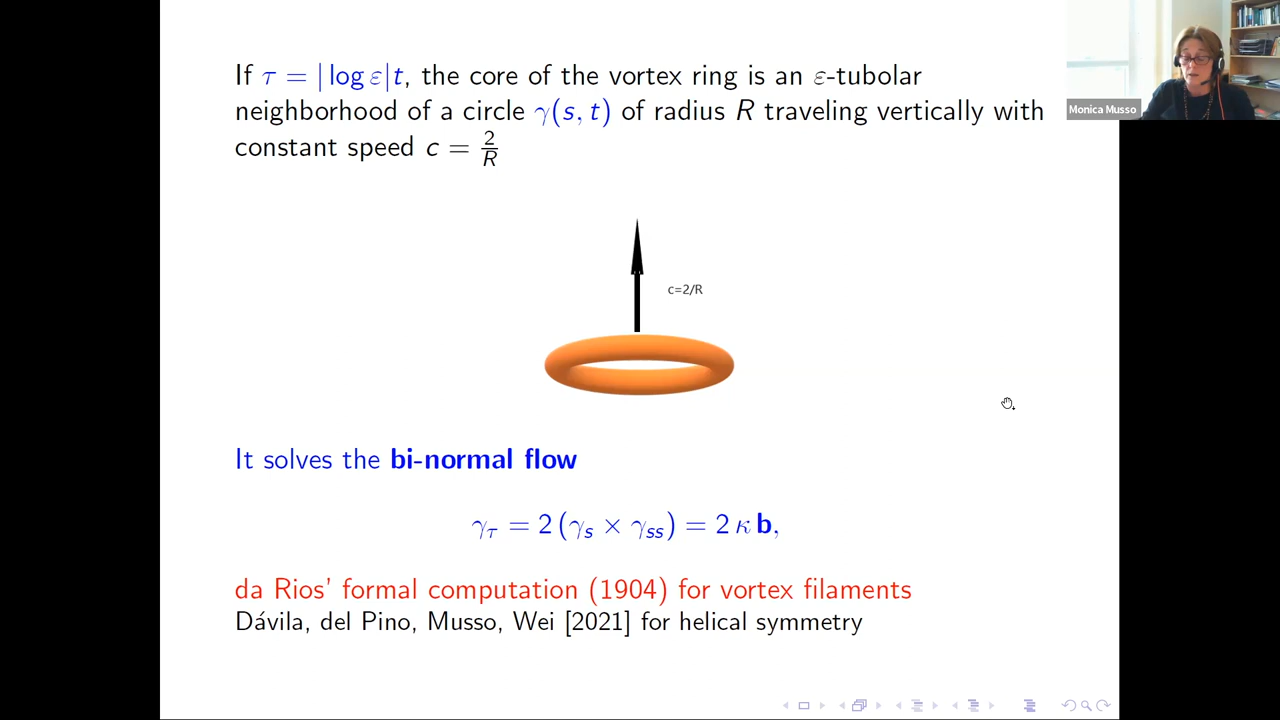 If τ = |log ε|t, the core of the vortex ring is an ε-tubolar
neighborhood of a circle γ(s, t) of radius R traveling vertically with
constant speed c = 2/R
Monica Musso
c=2/R
It solves the bi-normal flow
γ_τ = 2 (γ_s × γ_ss) = 2 κ b,
da Rios' formal computation (1904) for vortex filaments
Dávila, del Pino, Musso, Wei [2021] for helical symmetry